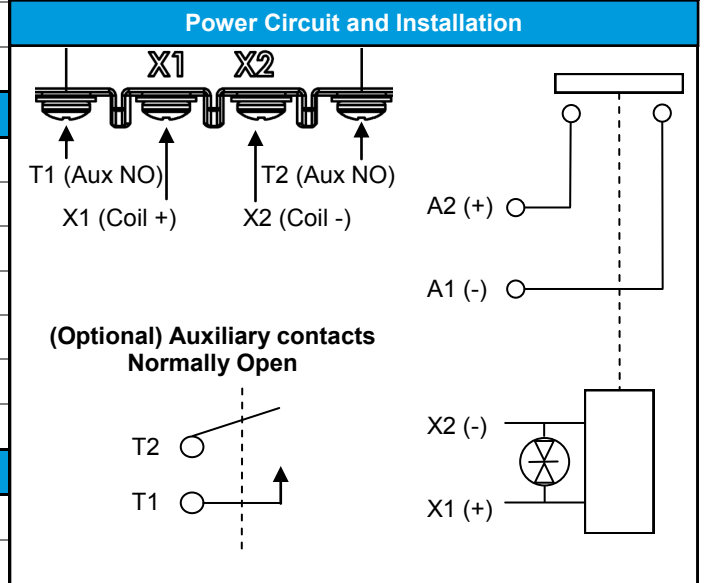 Power Circuit and Installation
X1 X2
T1 (Aux NO) T2 (Aux NO)
X1 (Coil +) X2 (Coil -)
A2 (+)
A1 (-)
(Optional) Auxiliary contacts
Normally Open
T2
T1
X2 (-)
X1 (+)